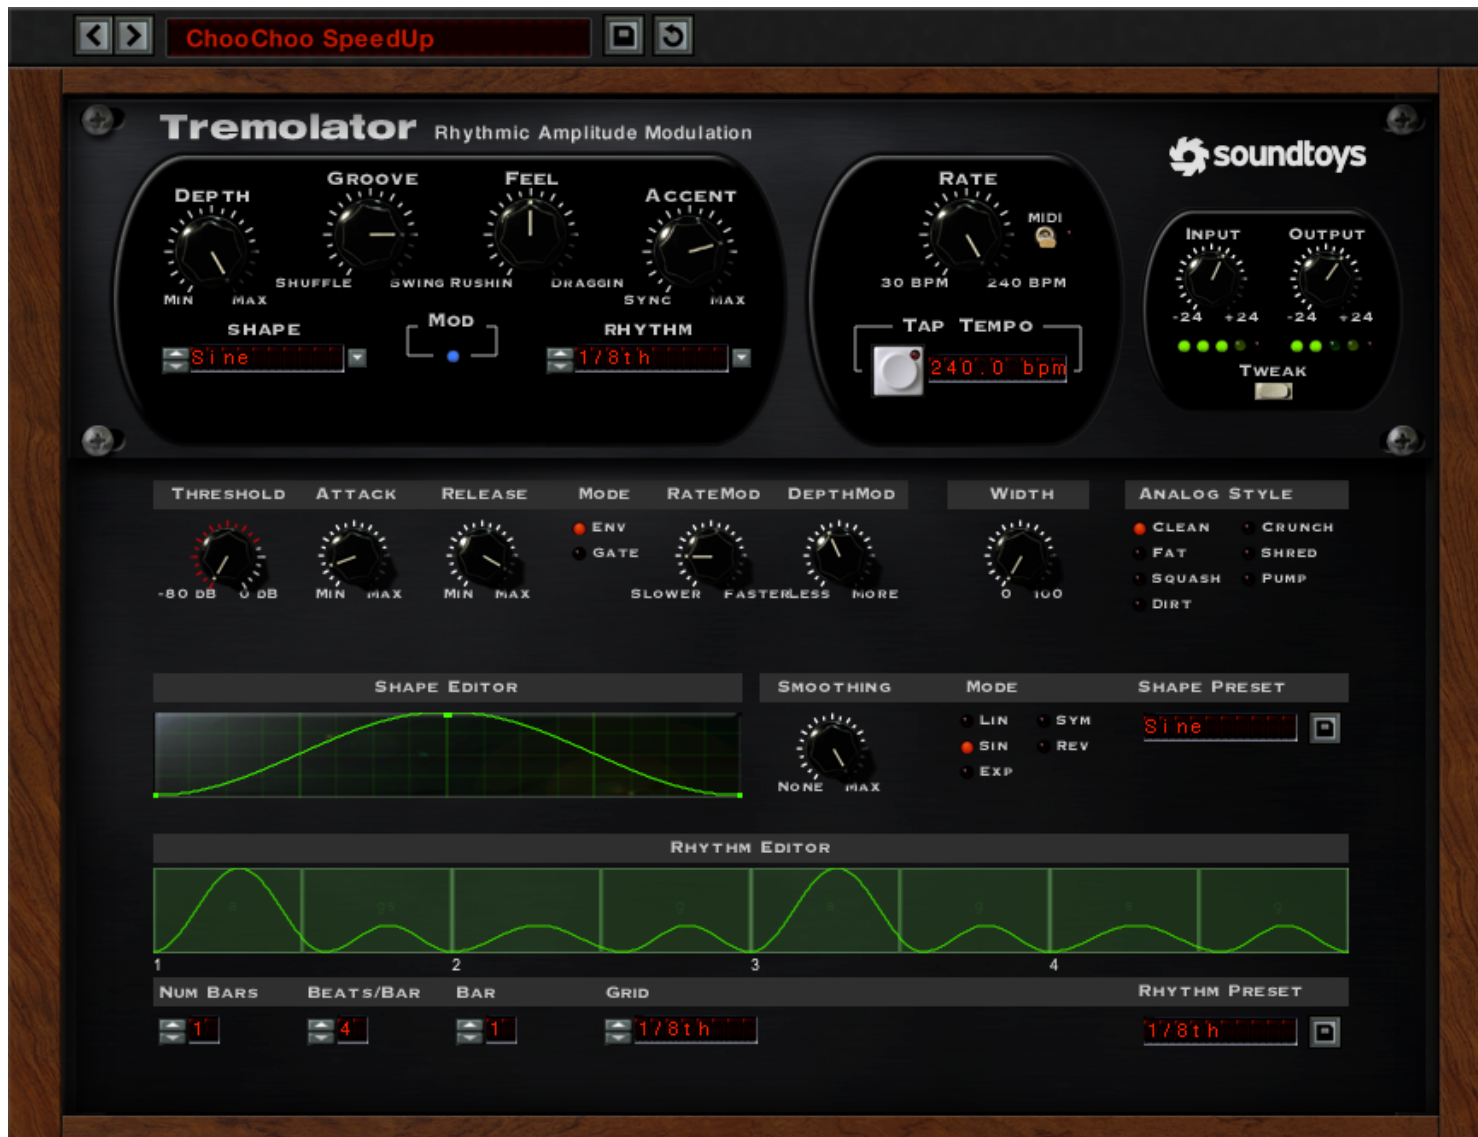 ChooChoo SpeedUp
Tremolator Rhythmic Amplitude Modulation
soundtoys
DEPTH GROOVE FEEL ACCENT
MIN MAX SHUFFLE SWING RUSHIN DRAGGIN SYNC MAX
SHAPE MOD RHYTHM
Sine 1/8th
RATE
MIDI
30 BPM 240 BPM
TAP TEMPO
240.0 bpm
INPUT OUTPUT
-24 +24 -24 +24
TWEAK
THRESHOLD ATTACK RELEASE MODE RATEMOD DEPTHMOD WIDTH ANALOG STYLE
ENV CLEAN CRUNCH
GATE FAT SHRED
SQUASH PUMP
-80 DB 0 DB MIN MAX MIN MAX SLOWER FASTER LESS MORE 0 100
DIRT
SHAPE EDITOR SMOOTHING MODE SHAPE PRESET
LIN SYM
Sine
SIN REV
EXP
NONE MAX
RHYTHM EDITOR
a gs g a g s g
1 2 3 4
NUM BARS BEATS/BAR BAR GRID RHYTHM PRESET
1 4 1 1/8th 1/8th